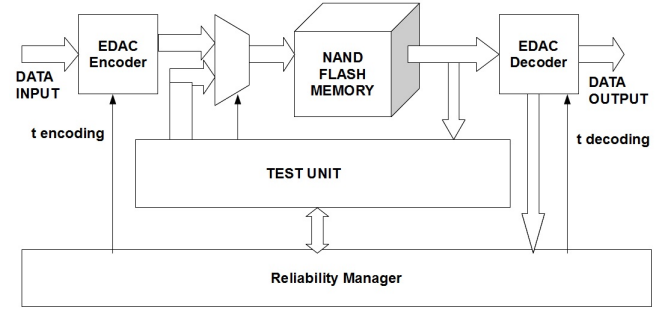 EDAC
Encoder
DATA
INPUT
NAND
FLASH
MEMORY
EDAC
Decoder
DATA
OUTPUT
t encoding
t decoding
TEST UNIT
Reliability Manager